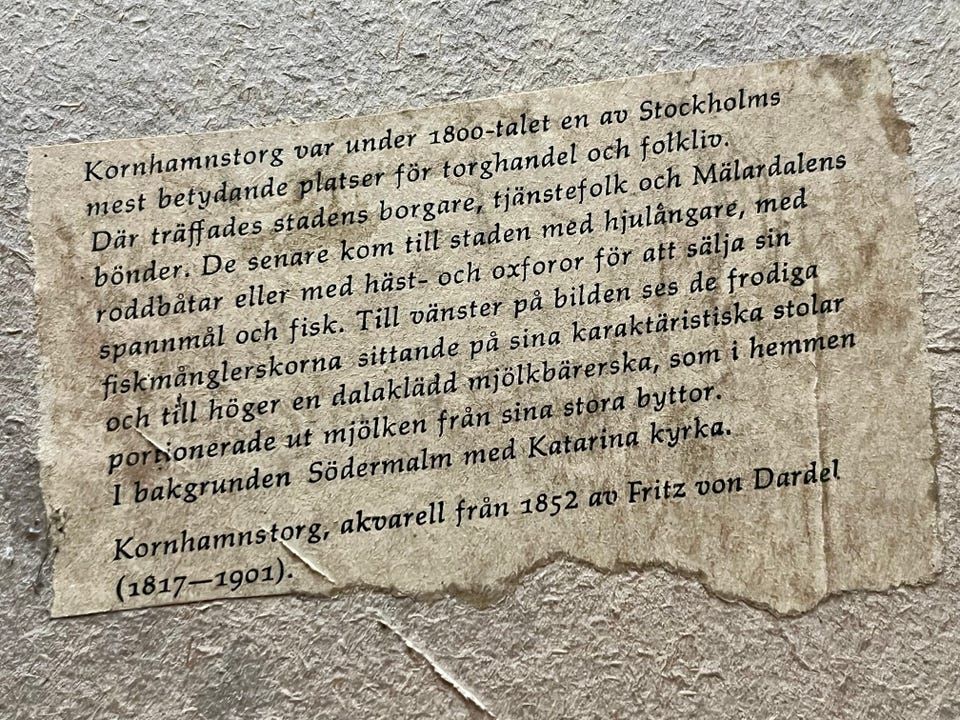 Kornhamnstorg var under 1800-talet en av Stockholms
mest betydande platser för torghandel och folkliv.
Där träffades stadens borgare, tjänstefolk och Mälardalens
bönder. De senare kom till staden med hjulångare, med
roddbåtar eller med häst- och oxforor för att sälja sin
spannmål och fisk. Till vänster på bilden ses de frodiga
fiskmånglerskorna sittande på sina karaktäristiska stolar
och till höger en dalaklädd mjölkbärerska, som i hemmen
portionerade ut mjölken från sina stora byttor.
I bakgrunden Södermalm med Katarina kyrka.
Kornhamnstorg, akvarell från 1852 av Fritz von Dardel
(1817—1901).